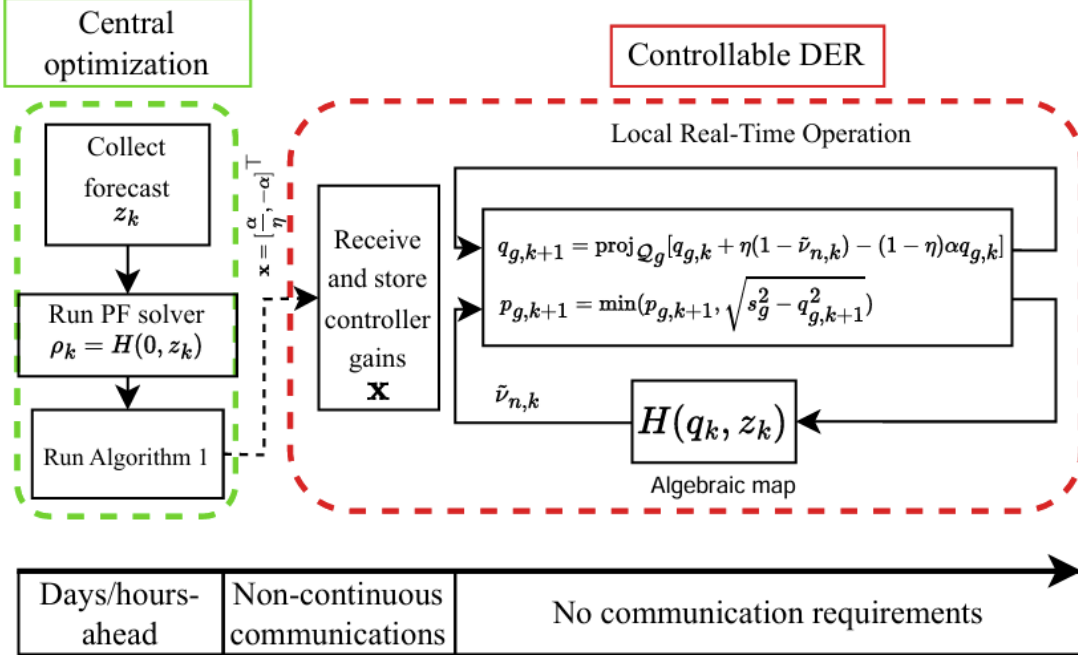 Central
optimization
Collect
forecast
z_k
Run PF solver
ρ_k = H(0, z_k)
Run Algorithm 1
x = [α/η, −α]^⊤
Controllable DER
Local Real-Time Operation
Receive
and store
controller
gains
x
q_{g,k+1} = proj_{𝒬_g}[q_{g,k} + η(1 − ν̃_{n,k}) − (1 − η)αq_{g,k}]
p_{g,k+1} = min(p_{g,k+1}, √(s_g^2 − q_{g,k+1}^2))
ν̃_{n,k}
H(q_k, z_k)
Algebraic map
Days/hours-
ahead
Non-continuous
communications
No communication requirements